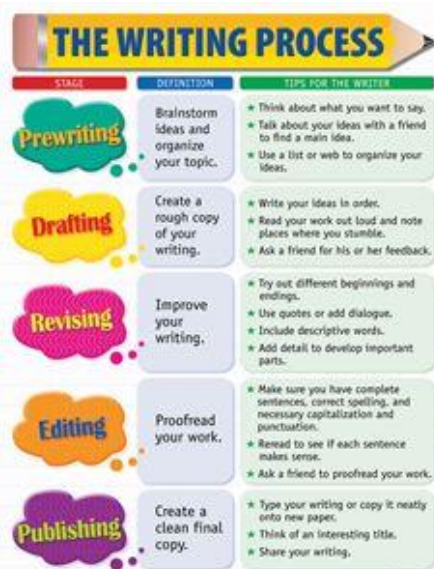 THE WRITING PROCESS
STAGE
DEFINITION
TIPS FOR THE WRITER
Prewriting
Brainstorm
ideas and
organize
your topic.
★ Think about what you want to say.
★ Talk about your ideas with a friend
to find a main idea.
★ Use a list or web to organize your
ideas.
Drafting
Create a
rough copy
of your
writing.
★ Write your ideas in order.
★ Read your work out loud and note
places where you stumble.
★ Ask a friend for his or her feedback.
Revising
Improve
your
writing.
★ Try out different beginnings and
endings.
★ Use quotes or add dialogue.
★ Include descriptive words.
★ Add detail to develop important
parts.
Editing
Proofread
your work.
★ Make sure you have complete
sentences, correct spelling, and
necessary capitalization and
punctuation.
★ Reread to see if each sentence
makes sense.
★ Ask a friend to proofread your work.
Publishing
Create a
clean final
copy.
★ Type your writing or copy it neatly
onto new paper.
★ Think of an interesting title.
★ Share your writing.